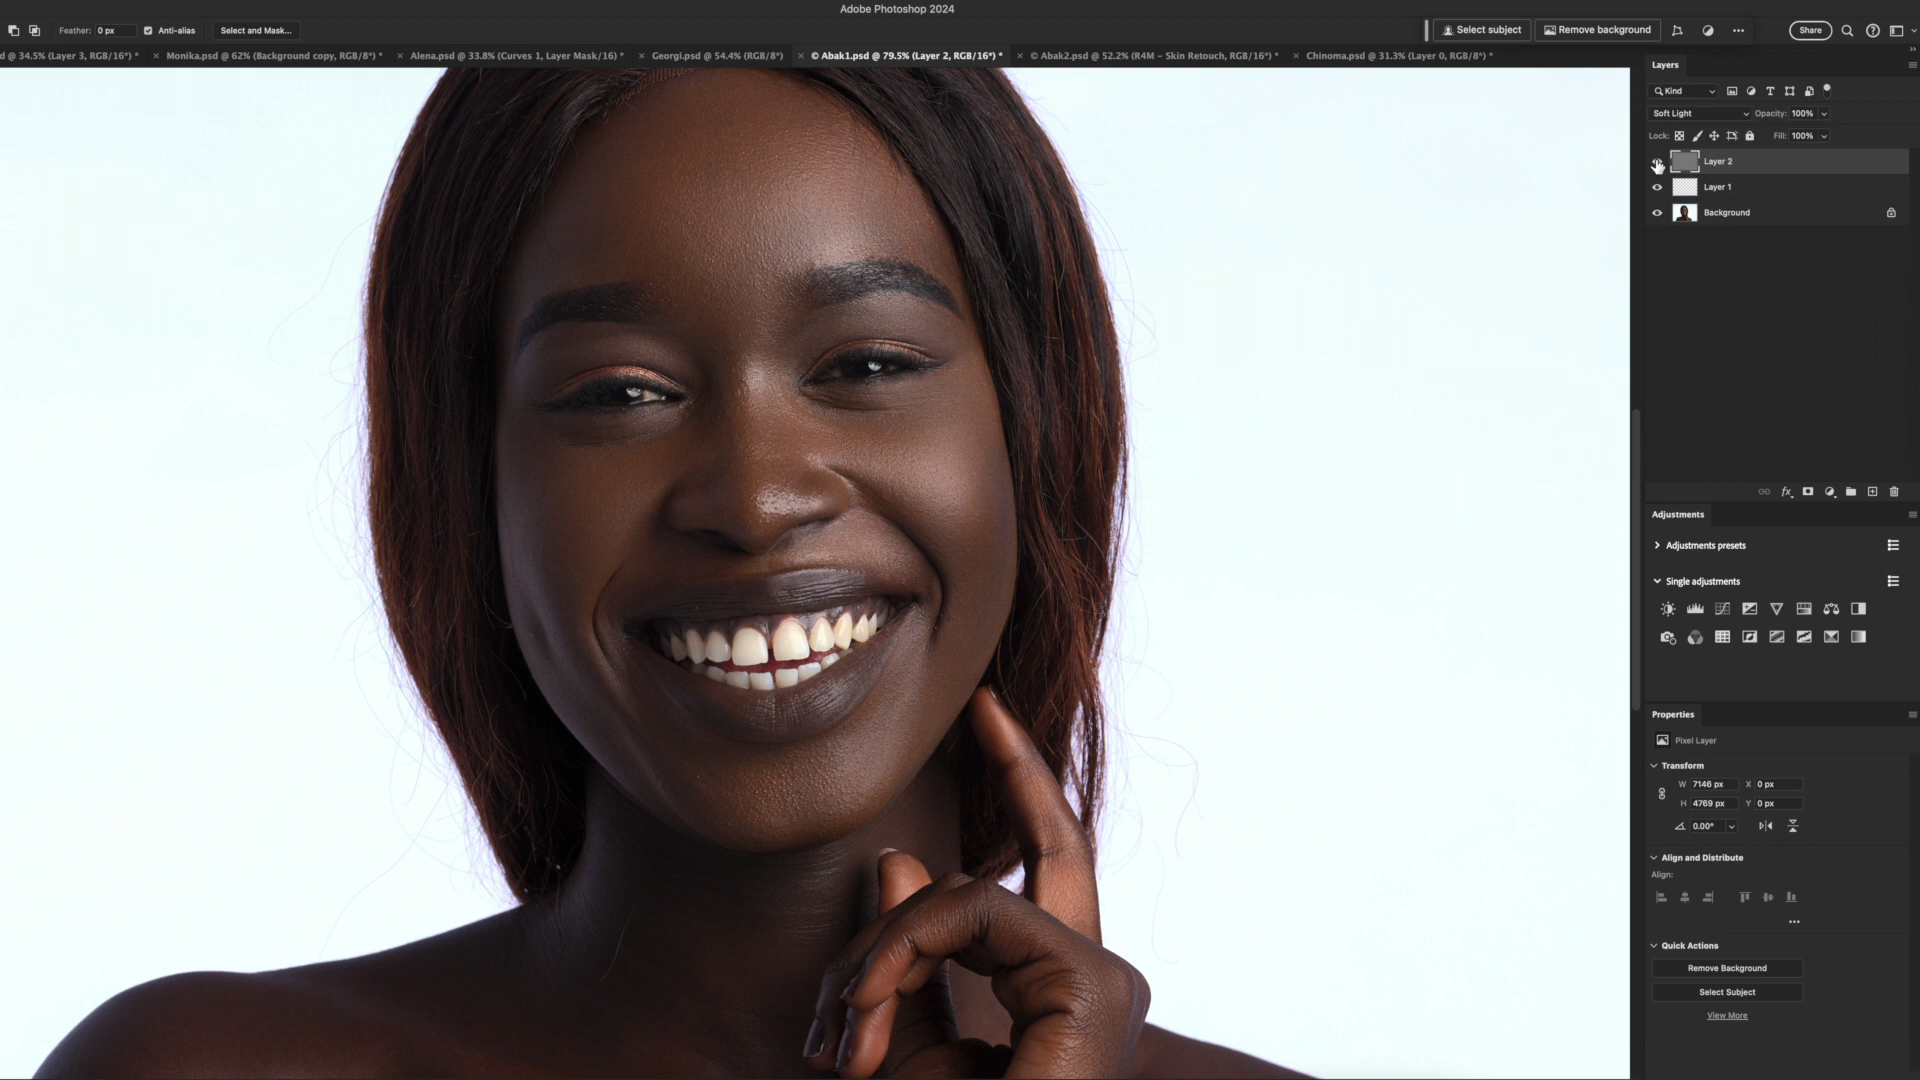 Adobe Photoshop 2024
Feather: 0 px Anti-alias Select and Mask... Select subject Remove background Share
d @ 34.5% (Layer 3, RGB/16*) * Monika.psd @ 62% (Background copy, RGB/8*) * Alena.psd @ 33.8% (Curves 1, Layer Mask/16) * Georgi.psd @ 54.4% (RGB/8*) © Abak1.psd @ 79.5% (Layer 2, RGB/16*) * © Abak2.psd @ 52.2% (R4M - Skin Retouch, RGB/16*) * Chinoma.psd @ 31.3% (Layer 0, RGB/8*) *
Layers
Kind
Soft Light Opacity: 100%
Lock: Fill: 100%
Layer 2
Layer 1
Background
fx
Adjustments
Adjustments presets
Single adjustments
Properties
Pixel Layer
Transform
W 7146 px X 0 px
H 4769 px Y 0 px
0.00°
Align and Distribute
Align:
Quick Actions
Remove Background
Select Subject
View More